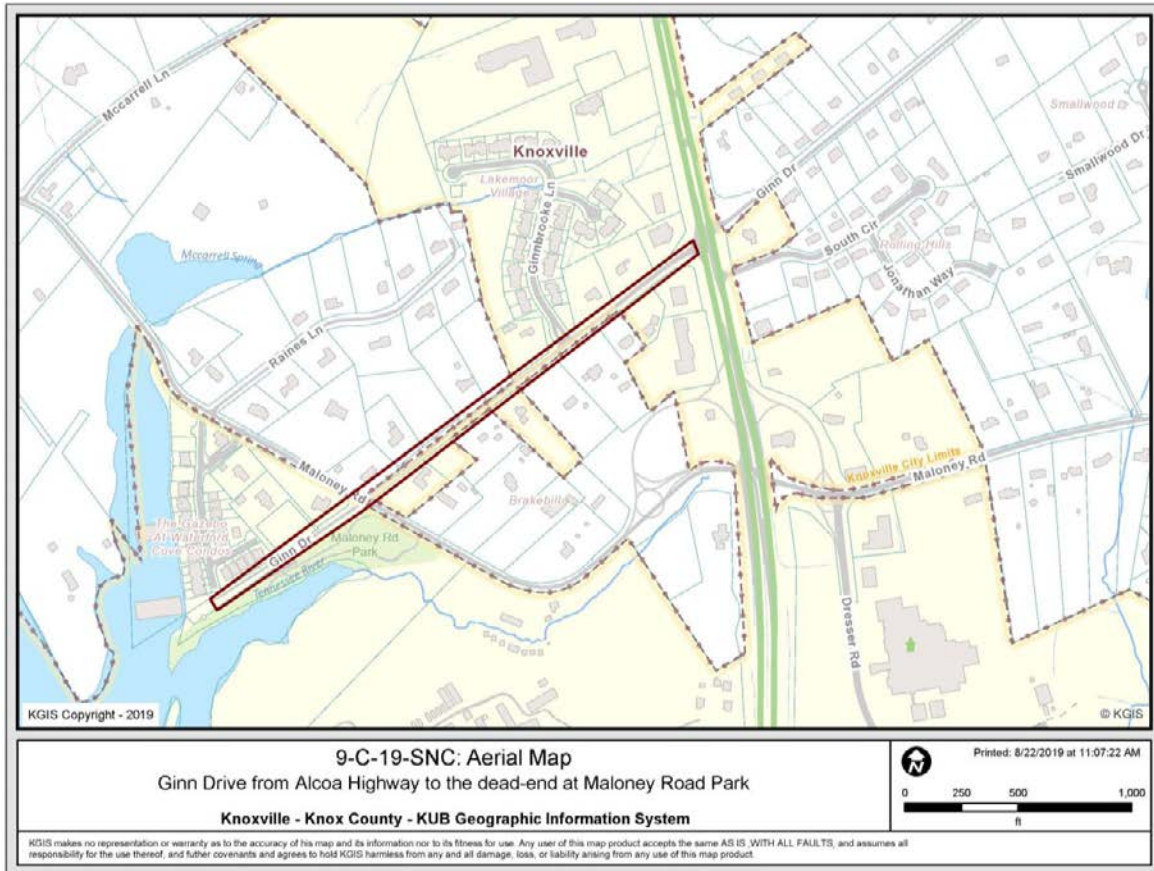 Mccarrell Ln
Knoxville
Lakemoor
Village
Ginnbrooke Ln
Ginn Dr
Smallwood
Smallwood Dr
South Cir
Rolling Hills
Jonathan Way
Mccarrell Spring
Raines Ln
Maloney Rd
Knoxville City Limits
Maloney Rd
Brakebills
The Gazebo
At Waterford
Cove Condos
Ginn Dr
Maloney Rd
Park
Tennessee River
Dresser Rd
KGIS Copyright - 2019
© KGIS
9-C-19-SNC: Aerial Map
Ginn Drive from Alcoa Highway to the dead-end at Maloney Road Park
Knoxville - Knox County - KUB Geographic Information System
N
Printed: 8/22/2019 at 11:07:22 AM
0 250 500 1,000
ft
KGIS makes no representation or warranty as to the accuracy of his map and its information nor to its fitness for use. Any user of this map product accepts the same AS IS ,WITH ALL FAULTS, and assumes all
responsibility for the use thereof, and futher covenants and agrees to hold KGIS harmless from any and all damage, loss, or liability arising from any use of this map product.